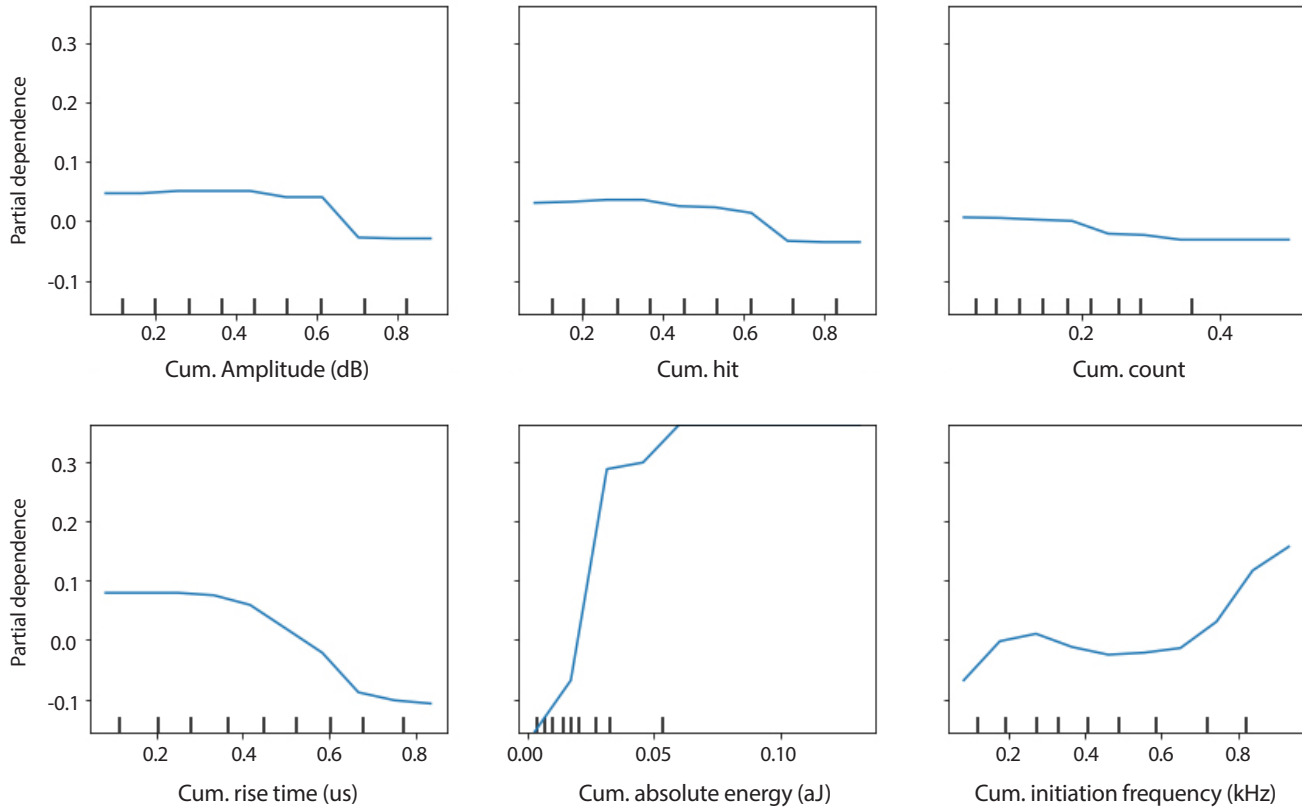 0.3
0.2
0.1
0.0
-0.1
Partial dependence
0.2 0.4 0.6 0.8
Cum. Amplitude (dB)
0.2 0.4 0.6 0.8
Cum. hit
0.2 0.4
Cum. count
0.3
0.2
0.1
0.0
-0.1
Partial dependence
0.2 0.4 0.6 0.8
Cum. rise time (us)
0.00 0.05 0.10
Cum. absolute energy (aJ)
0.2 0.4 0.6 0.8
Cum. initiation frequency (kHz)